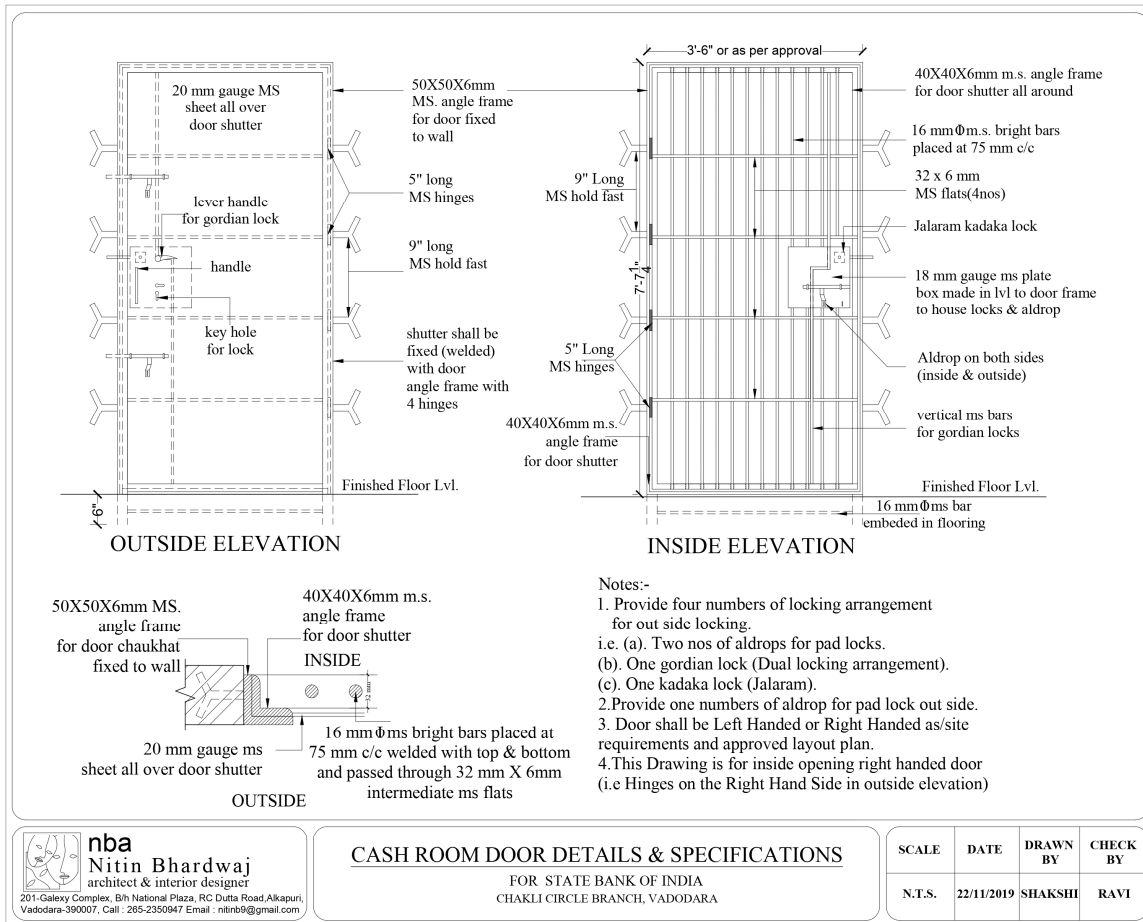 20 mm gauge MS
sheet all over
door shutter
lever handle
for gordian lock
handle
key hole
for lock
50X50X6mm
MS. angle frame
for door fixed
to wall
5" long
MS hinges
9" long
MS hold fast
shutter shall be
fixed (welded)
with door
angle frame with
4 hinges
Finished Floor Lvl.
6"
OUTSIDE ELEVATION
3'-6" or as per approval
9" Long
MS hold fast
7'-7 1/4"
5" Long
MS hinges
40X40X6mm m.s.
angle frame
for door shutter
40X40X6mm m.s. angle frame
for door shutter all around
16 mmΦm.s. bright bars
placed at 75 mm c/c
32 x 6 mm
MS flats(4nos)
Jalaram kadaka lock
18 mm gauge ms plate
box made in lvl to door frame
to house locks & aldrop
Aldrop on both sides
(inside & outside)
vertical ms bars
for gordian locks
Finished Floor Lvl.
16 mmΦms bar
embeded in flooring
INSIDE ELEVATION
50X50X6mm MS.
angle frame
for door chaukhat
fixed to wall
40X40X6mm m.s.
angle frame
for door shutter
INSIDE
32 mm
20 mm gauge ms
sheet all over door shutter
16 mmΦms bright bars placed at
75 mm c/c welded with top & bottom
and passed through 32 mm X 6mm
intermediate ms flats
OUTSIDE
Notes:-
1. Provide four numbers of locking arrangement
for out side locking.
i.e. (a). Two nos of aldrops for pad locks.
(b). One gordian lock (Dual locking arrangement).
(c). One kadaka lock (Jalaram).
2.Provide one numbers of aldrop for pad lock out side.
3. Door shall be Left Handed or Right Handed as/site
requirements and approved layout plan.
4.This Drawing is for inside opening right handed door
(i.e Hinges on the Right Hand Side in outside elevation)
nba
Nitin Bhardwaj
architect & interior designer
201-Galexy Complex, B/h National Plaza, RC Dutta Road,Alkapuri,
Vadodara-390007, Call : 265-2350947 Email : nitinb9@gmail.com
CASH ROOM DOOR DETAILS & SPECIFICATIONS
FOR STATE BANK OF INDIA
CHAKLI CIRCLE BRANCH, VADODARA
SCALE DATE DRAWN BY CHECK BY
N.T.S. 22/11/2019 SHAKSHI RAVI